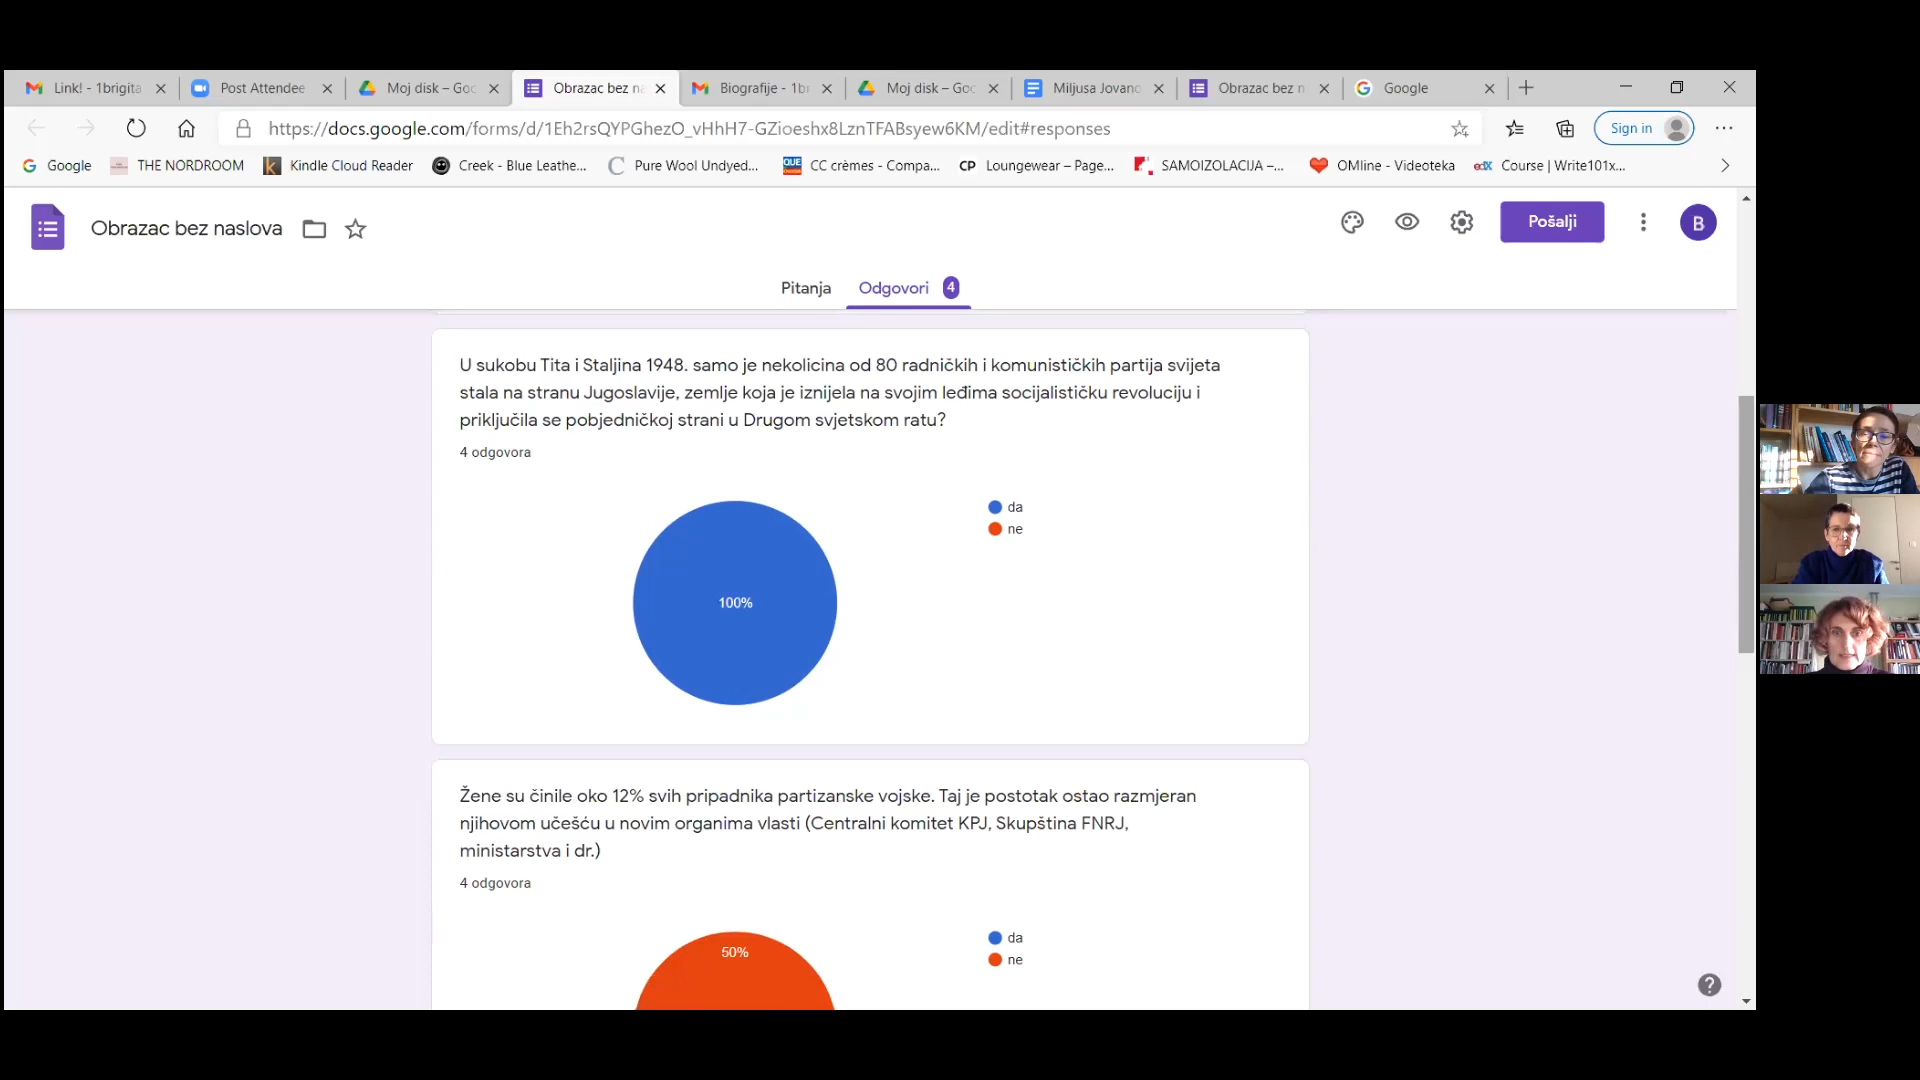 Link! - 1brigita
Post Attendee
Moj disk – Goo
Obrazac bez na
Biografije - 1br
Moj disk – Goo
Miljusa Jovano
Obrazac bez n
Google
https://docs.google.com/forms/d/1Eh2rsQYPGhezO_vHhH7-GZioeshx8LznTFABsyew6KM/edit#responses
Sign in
Google
THE NORDROOM
Kindle Cloud Reader
Creek - Blue Leathe...
Pure Wool Undyed...
QUE
CC crèmes - Compa...
CP
Loungewear – Page...
SAMOIZOLACIJA –...
OMline - Videoteka
edX
Course | Write101x...
Obrazac bez naslova
Pošalji
B
Pitanja
Odgovori 4
U sukobu Tita i Staljina 1948. samo je nekolicina od 80 radničkih i komunističkih partija svijeta
stala na stranu Jugoslavije, zemlje koja je iznijela na svojim leđima socijalističku revoluciju i
priključila se pobjedničkoj strani u Drugom svjetskom ratu?
4 odgovora
da
ne
100%
Žene su činile oko 12% svih pripadnika partizanske vojske. Taj je postotak ostao razmjeran
njihovom učešću u novim organima vlasti (Centralni komitet KPJ, Skupština FNRJ,
ministarstva i dr.)
4 odgovora
da
ne
50%